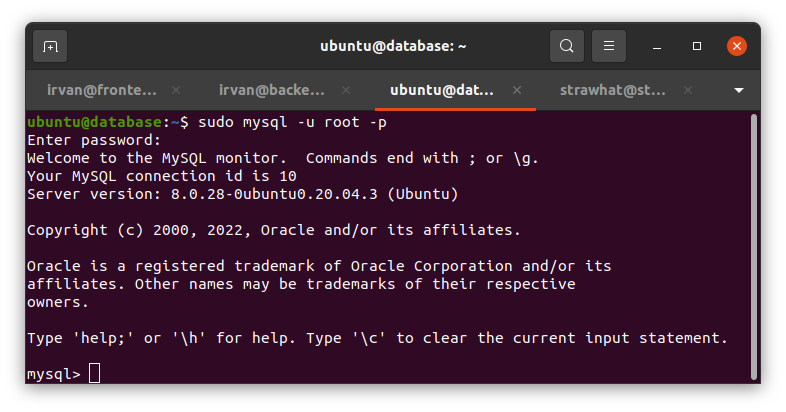 ubuntu@database: ~
irvan@fronte...
irvan@backe...
ubuntu@dat...
strawhat@st...
ubuntu@database:~$ sudo mysql -u root -p
Enter password:
Welcome to the MySQL monitor.  Commands end with ; or \g.
Your MySQL connection id is 10
Server version: 8.0.28-0ubuntu0.20.04.3 (Ubuntu)

Copyright (c) 2000, 2022, Oracle and/or its affiliates.

Oracle is a registered trademark of Oracle Corporation and/or its
affiliates. Other names may be trademarks of their respective
owners.

Type 'help;' or '\h' for help. Type '\c' to clear the current input statement.

mysql>